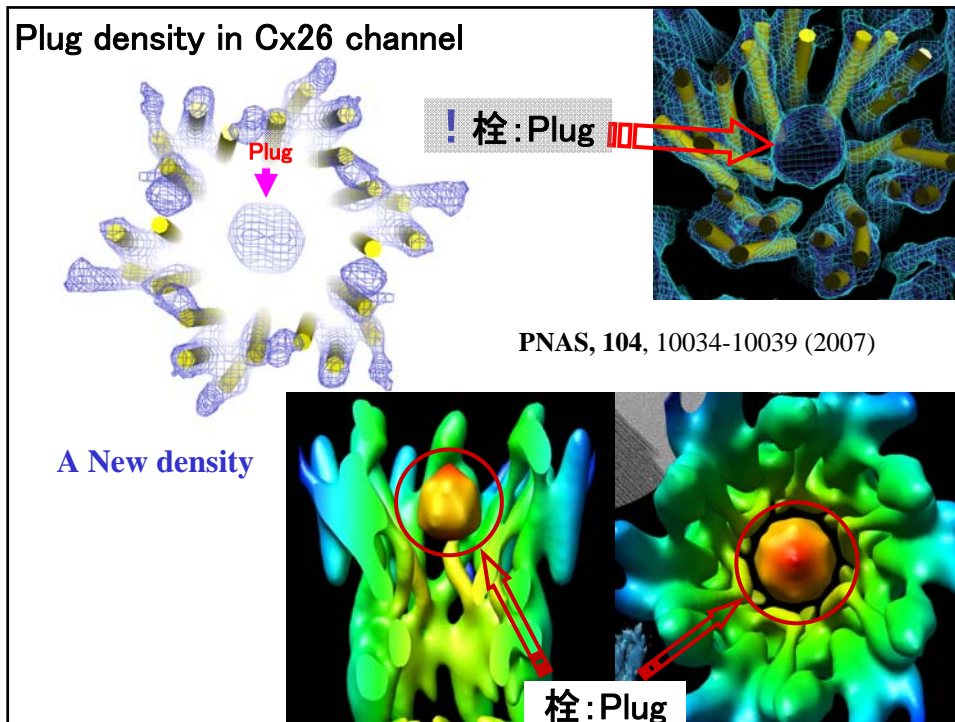 Plug density in Cx26 channel
! 栓:Plug
Plug
PNAS, 104, 10034-10039 (2007)
A New density
栓:Plug